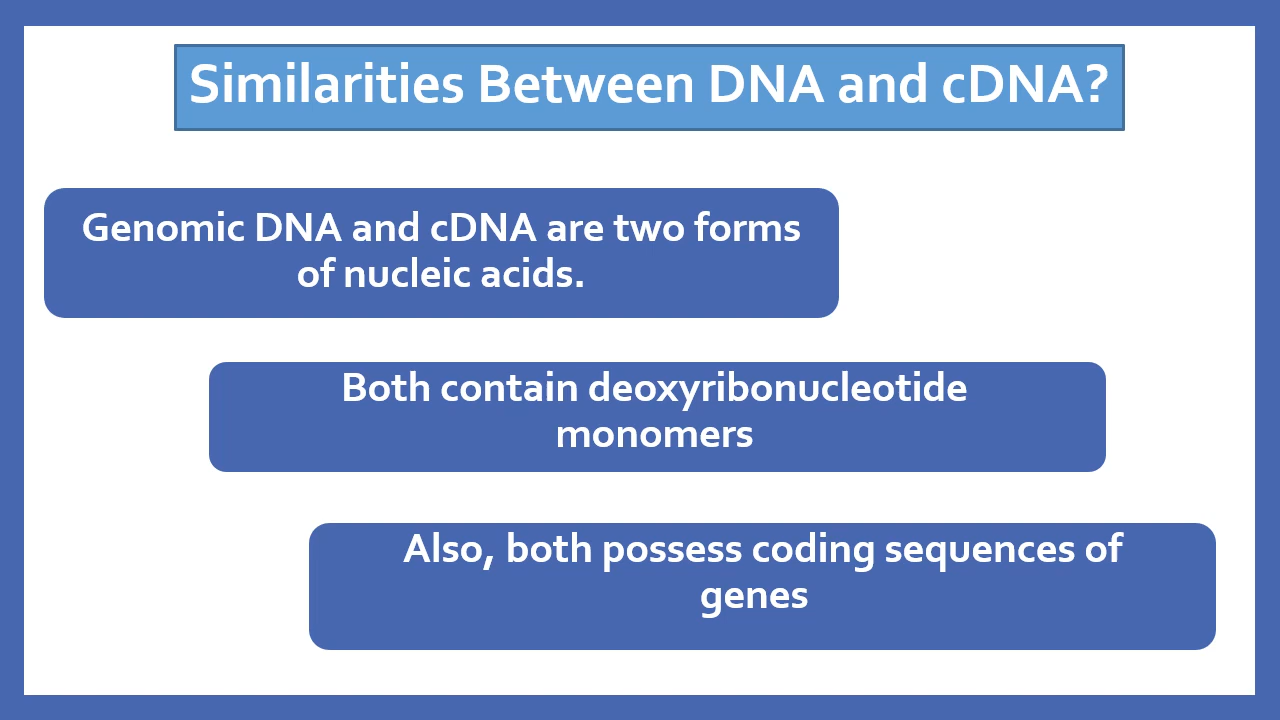 Similarities Between DNA and cDNA?
Genomic DNA and cDNA are two forms
of nucleic acids.
Both contain deoxyribonucleotide
monomers
Also, both possess coding sequences of
genes